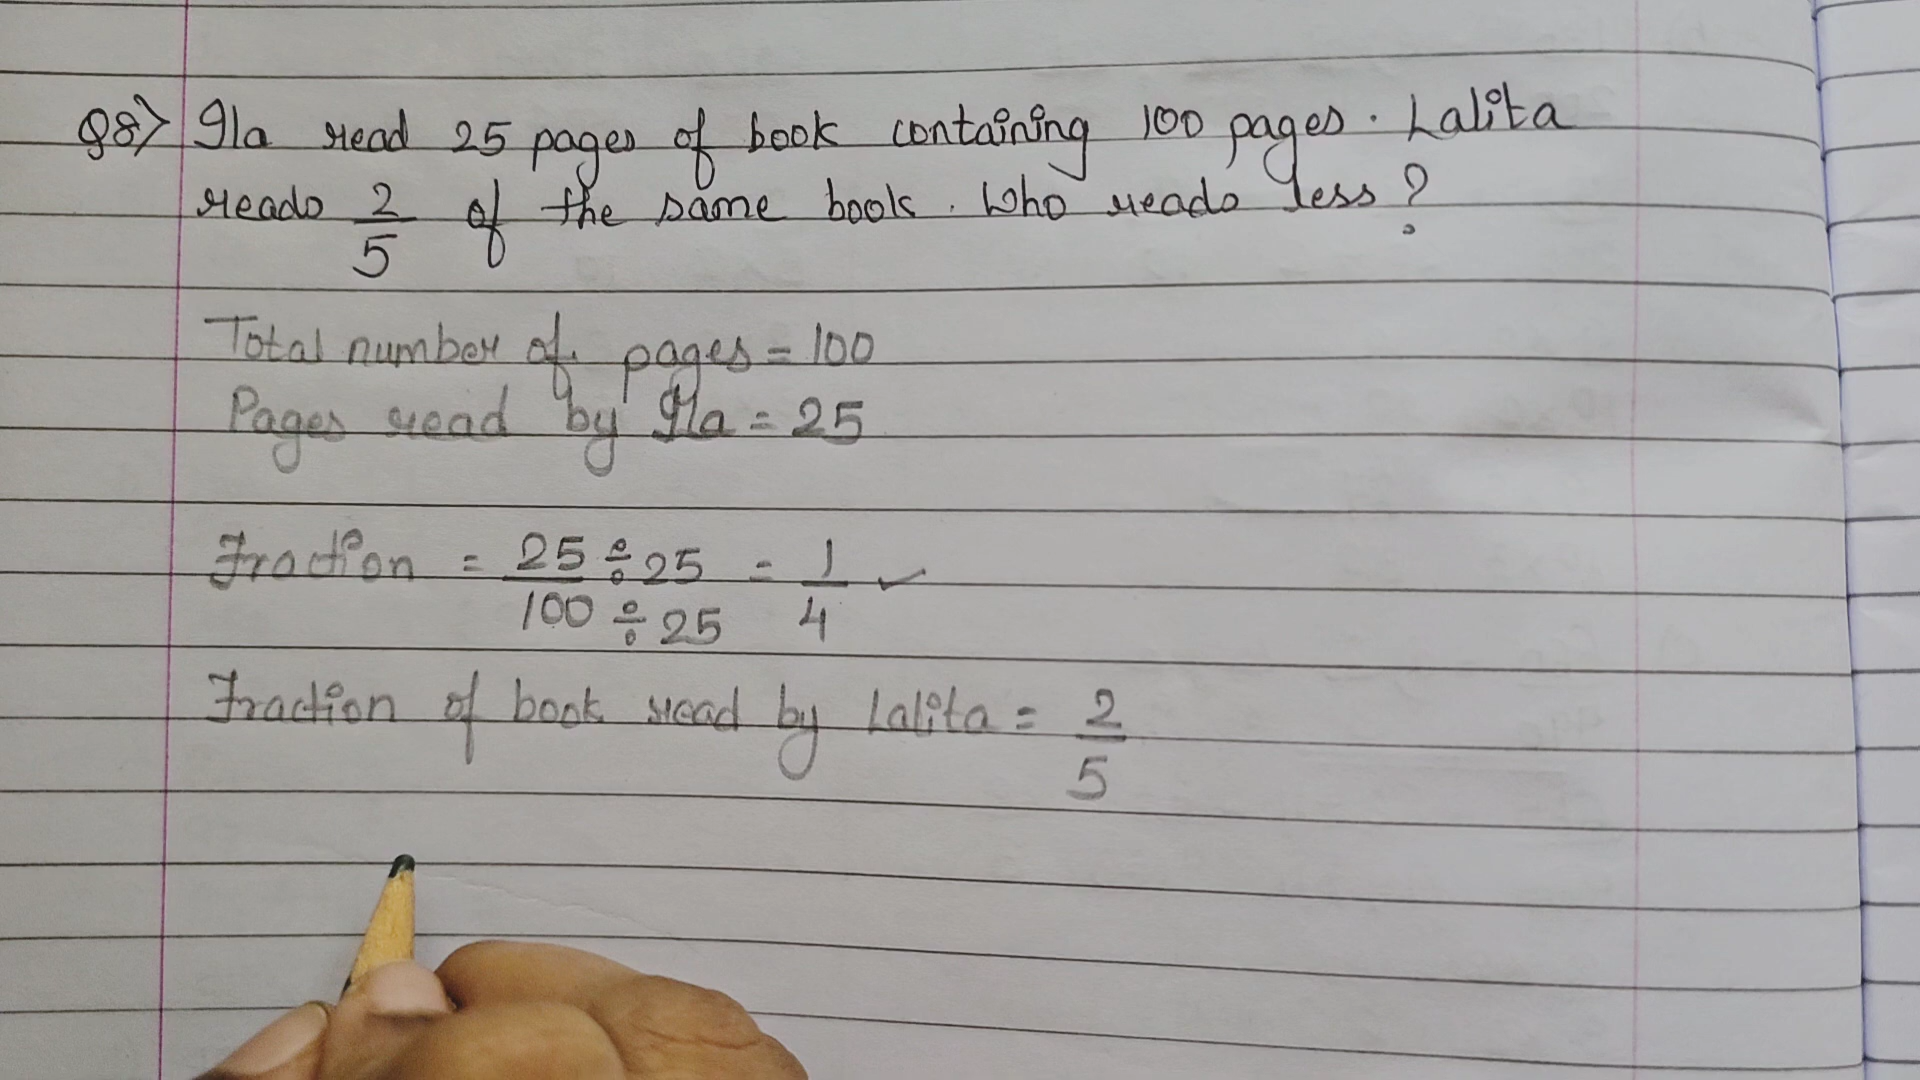 Q8) Ila read 25 pages of book containing 100 pages. Lalita
reads 2/5 of the same book. Who reads less?
Total number of pages = 100
Pages read by Ila = 25
Fraction = 25 ÷ 25 / 100 ÷ 25 = 1/4 ✓
Fraction of book read by Lalita = 2/5